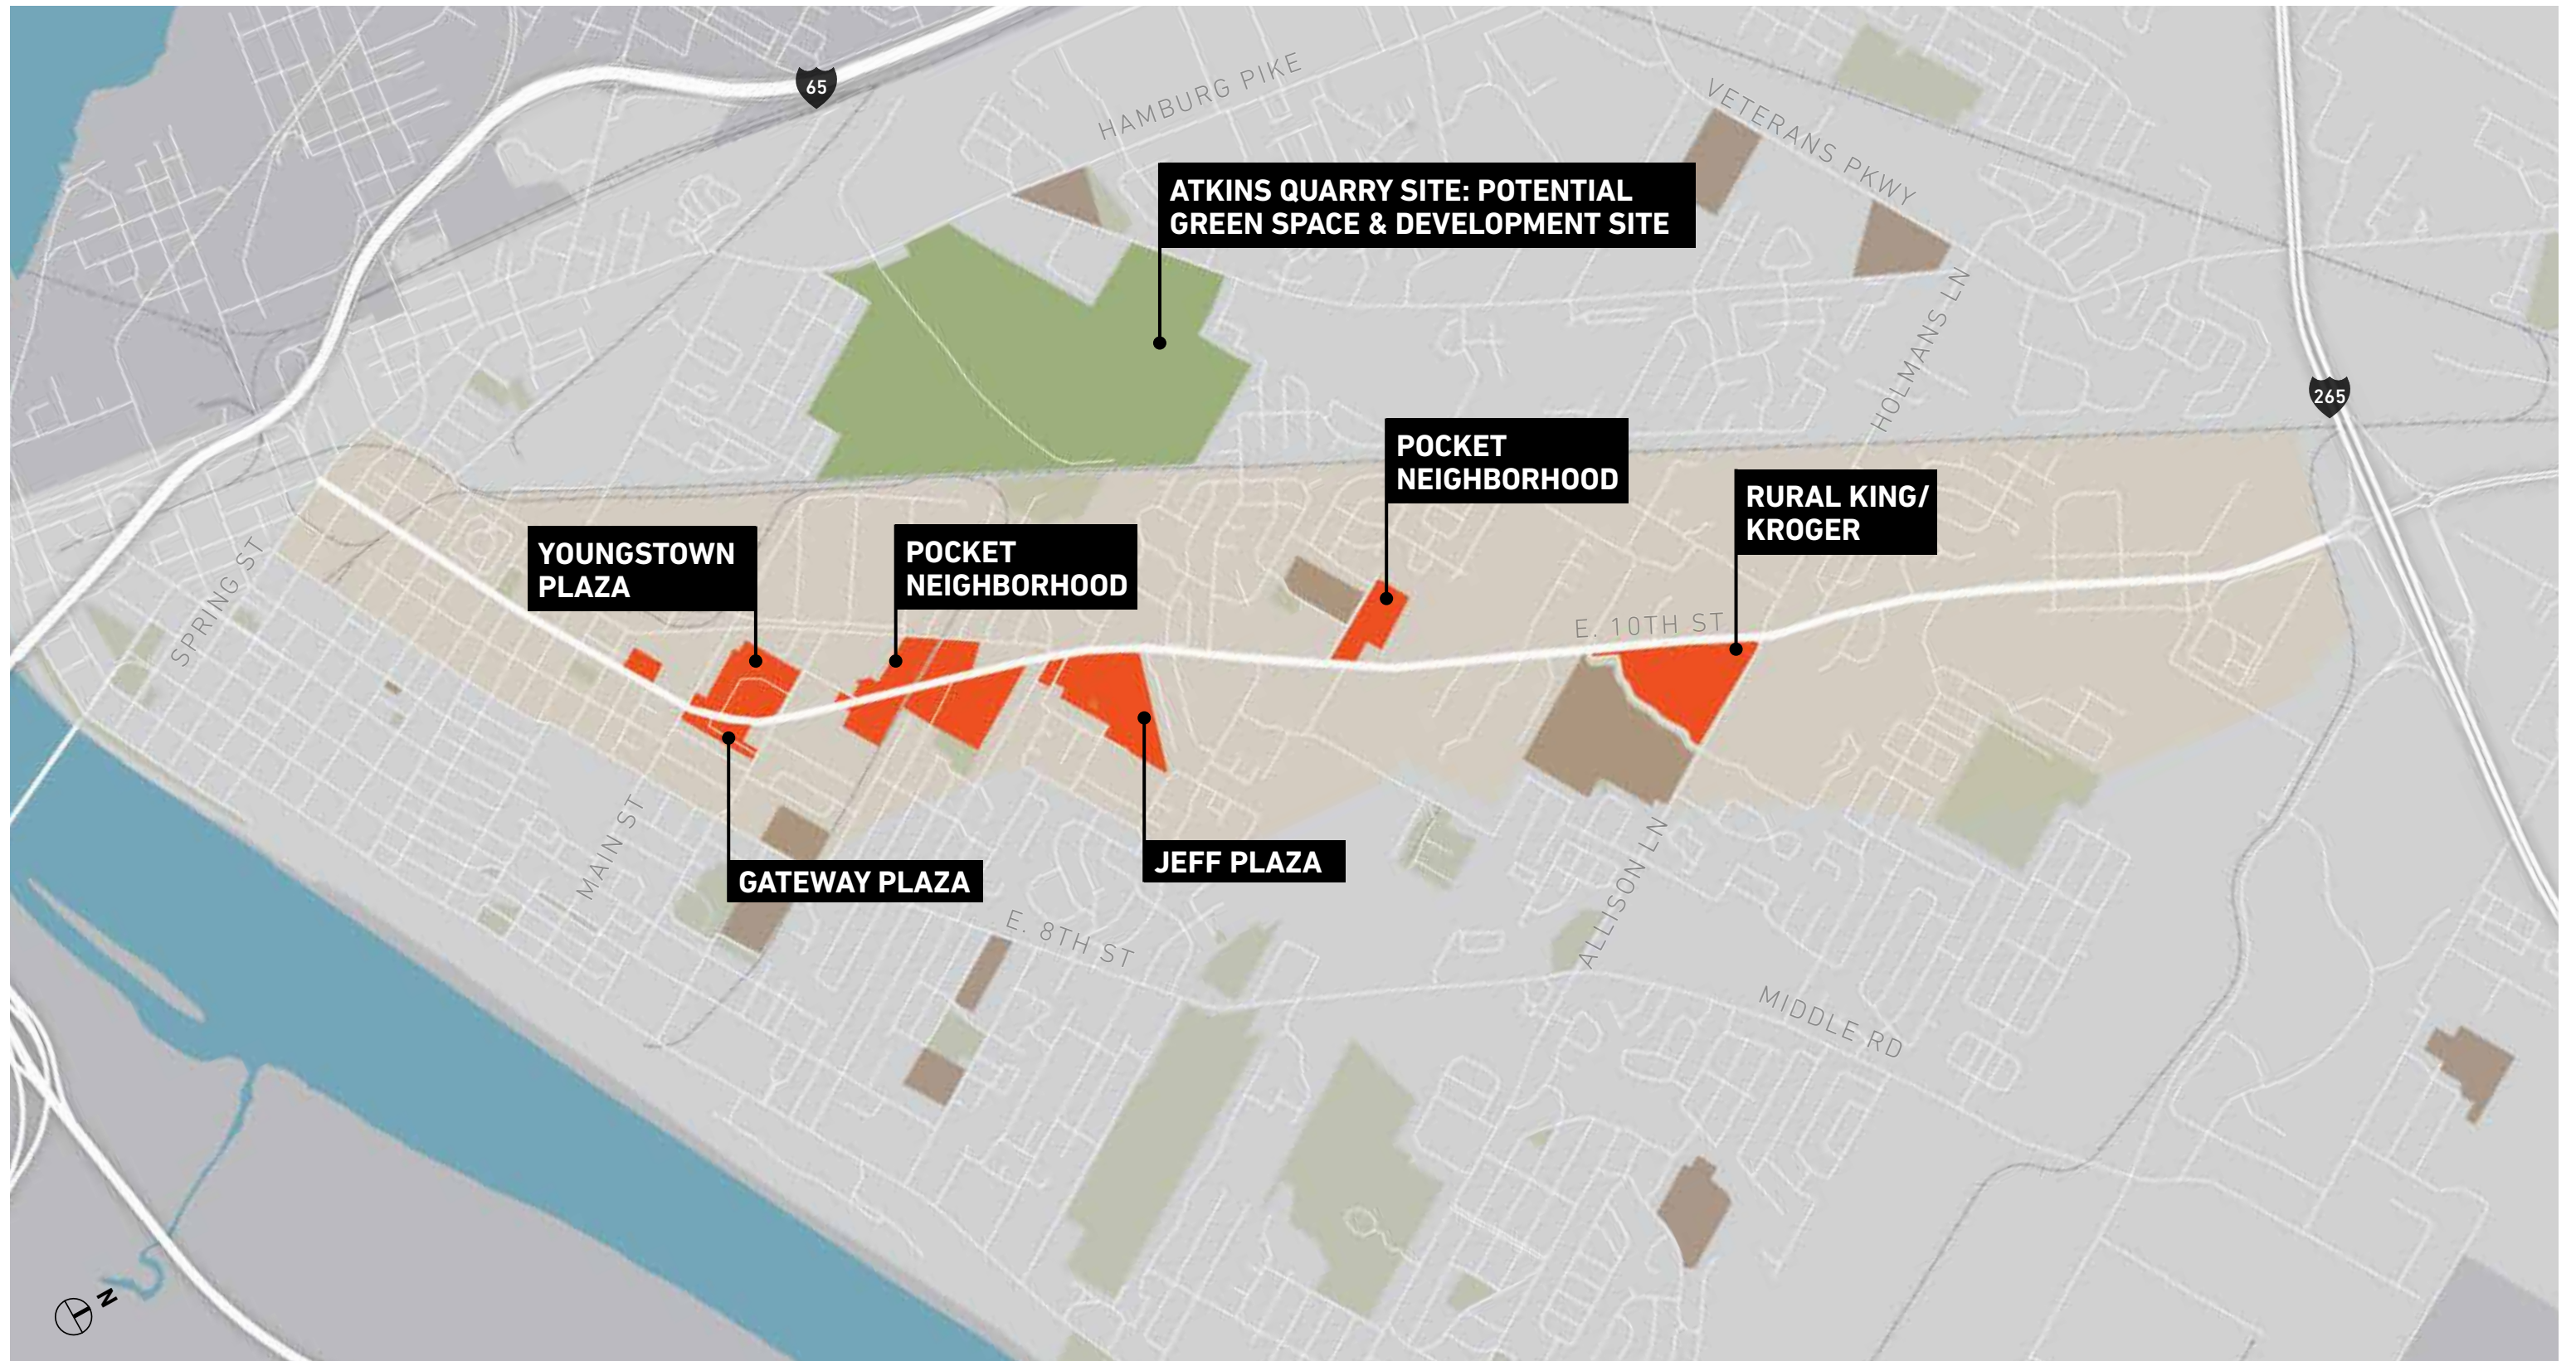 65
HAMBURG PIKE
VETERANS PKWY
ATKINS QUARRY SITE: POTENTIAL
GREEN SPACE & DEVELOPMENT SITE
HOLMANS LN
265
POCKET
NEIGHBORHOOD
RURAL KING/
KROGER
YOUNGSTOWN
PLAZA
POCKET
NEIGHBORHOOD
SPRING ST
E. 10TH ST
MAIN ST
GATEWAY PLAZA
JEFF PLAZA
ALLISON LN
E. 8TH ST
MIDDLE RD
N